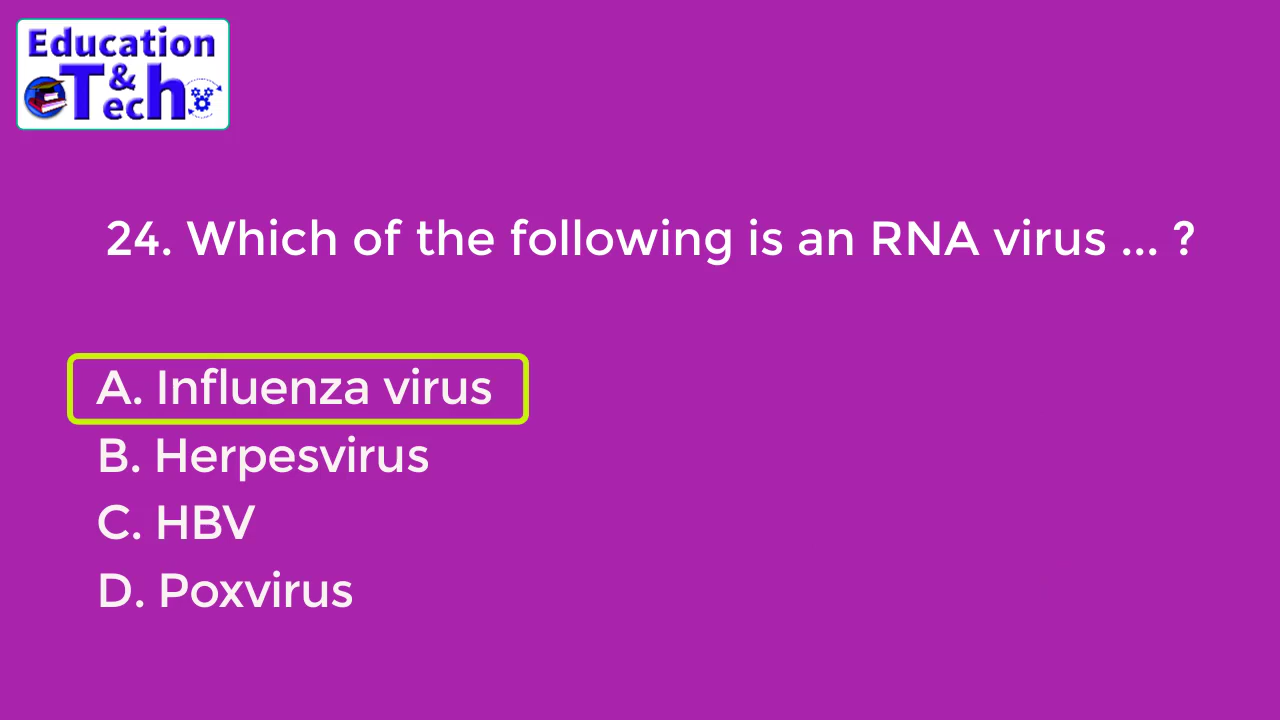 Education
&
Tech
24. Which of the following is an RNA virus ... ?
A. Influenza virus
B. Herpesvirus
C. HBV
D. Poxvirus